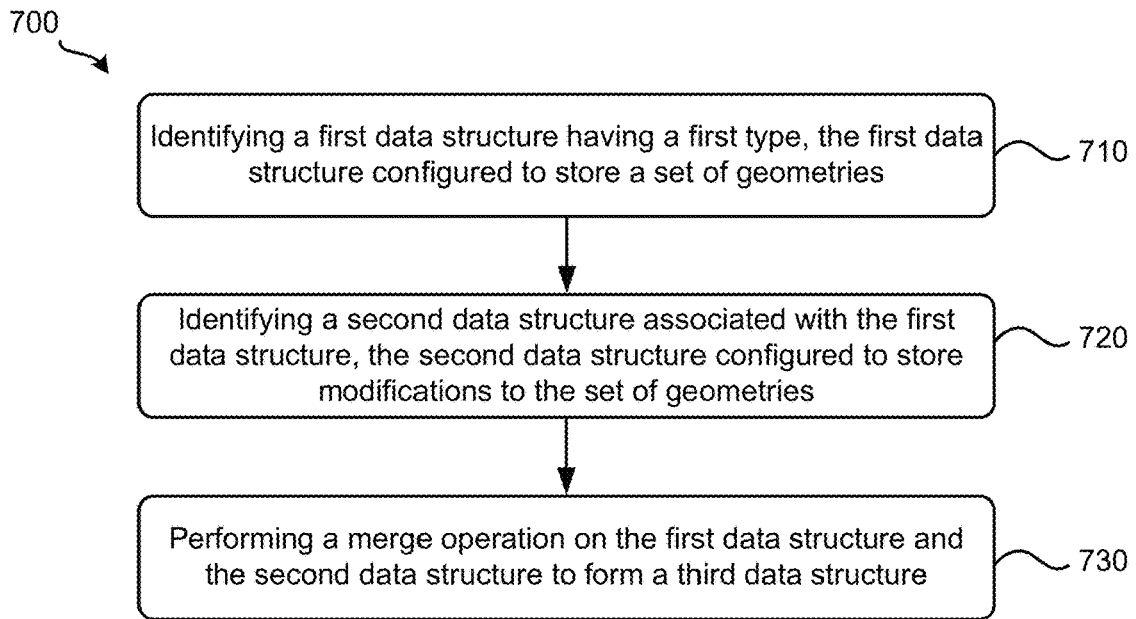 700
Identifying a first data structure having a first type, the first data
structure configured to store a set of geometries
710
Identifying a second data structure associated with the first
data structure, the second data structure configured to store
modifications to the set of geometries
720
Performing a merge operation on the first data structure and
the second data structure to form a third data structure
730